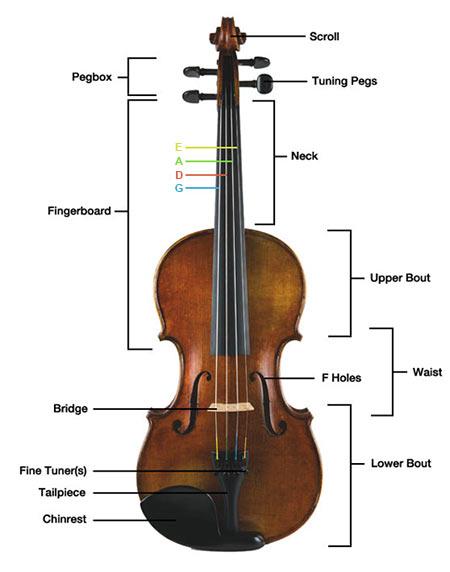 Scroll
Pegbox
Tuning Pegs
E
A
D
G
Neck
Fingerboard
Upper Bout
F Holes
Waist
Bridge
Fine Tuner(s)
Lower Bout
Tailpiece
Chinrest